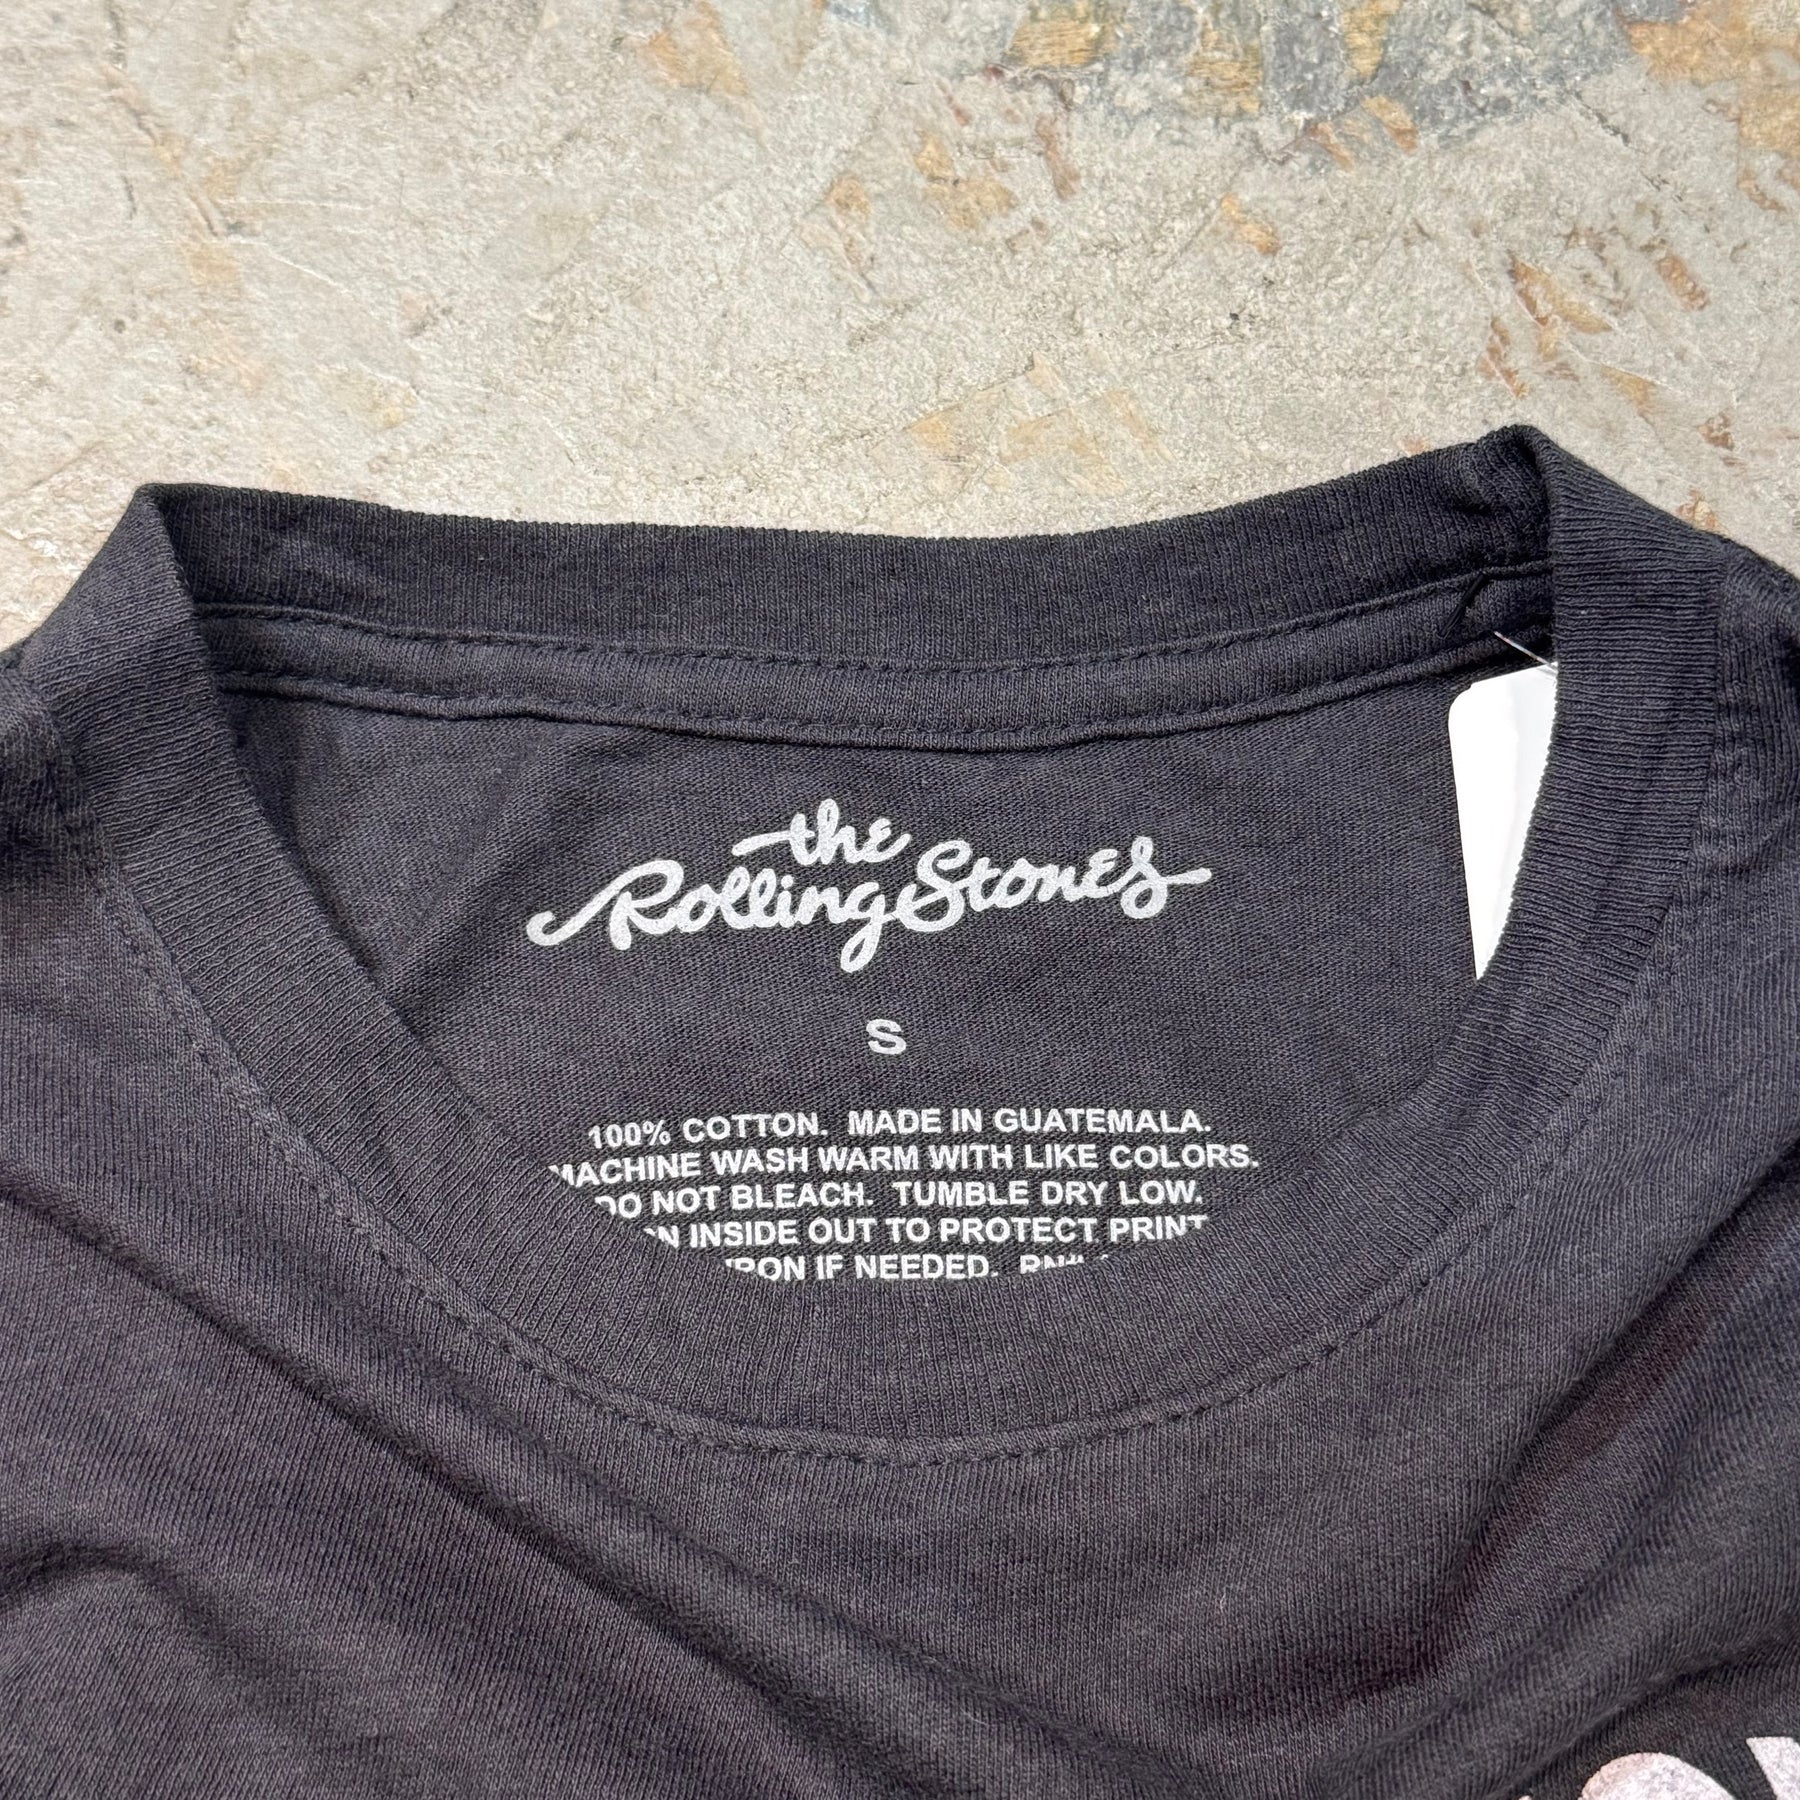 the
Rolling Stones
S
100% COTTON. MADE IN GUATEMALA.
MACHINE WASH WARM WITH LIKE COLORS.
DO NOT BLEACH. TUMBLE DRY LOW.
INSIDE OUT TO PROTECT PRINT
IRON IF NEEDED. RN#